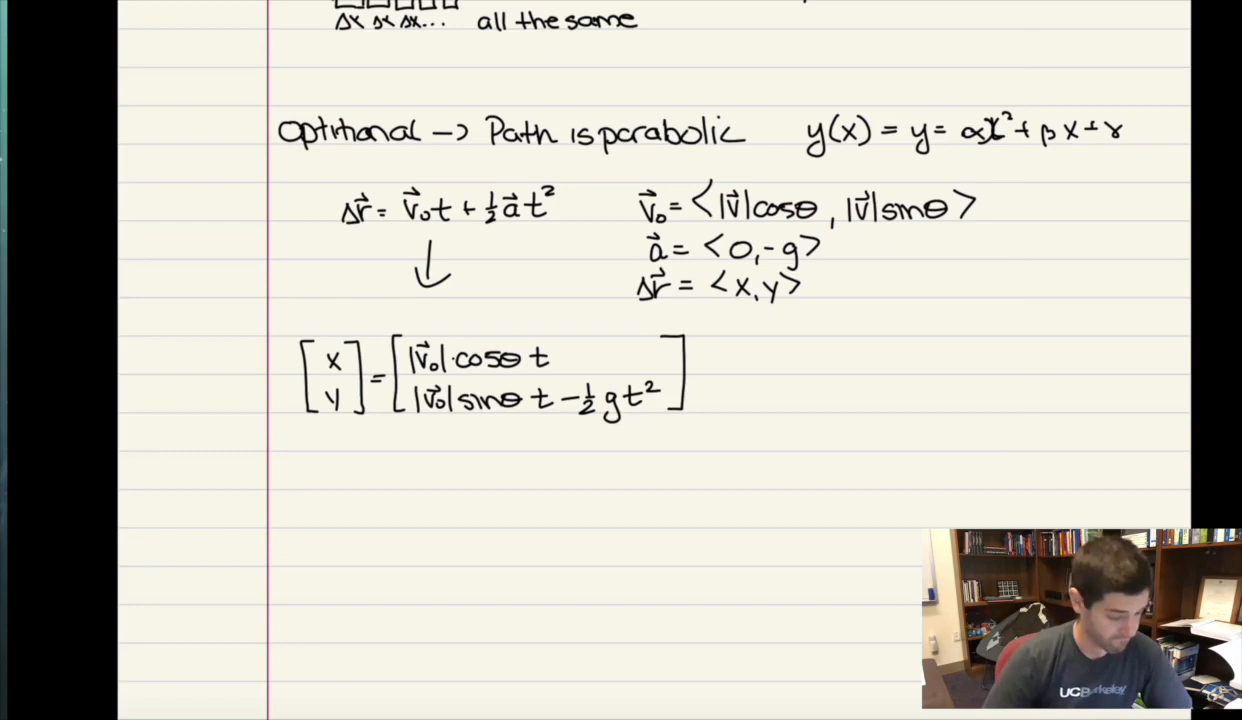 Δx Δx Δx... all the same
Optitional → Path is parabolic y(x) = y = αx² + βx + γ
Δr⃗ = v⃗₀t + ½a⃗t² v⃗₀ = <|v⃗|cosθ, |v⃗|sinθ>
a⃗ = <0, -g>
Δr⃗ = <x, y>
[x] = [|v⃗₀|·cosθ t]
[y] [|v⃗₀|sinθ t - ½gt²]
UC Berkeley